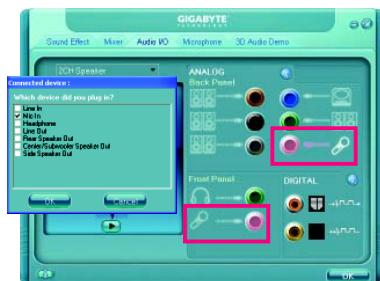 GIGABYTE
TECHNOLOGY
Sound Effect Mixer Audio I/O Microphone 3D Audio Demo
2CH Speaker
ANALOG
Back Panel
Connected device :
Which device did you plug in?
Line In
Mic In
Headphone
Line Out
Rear Speaker Out
Center/Subwoofer Speaker Out
Side Speaker Out
OK
Cancel
Front Panel
DIGITAL
OK